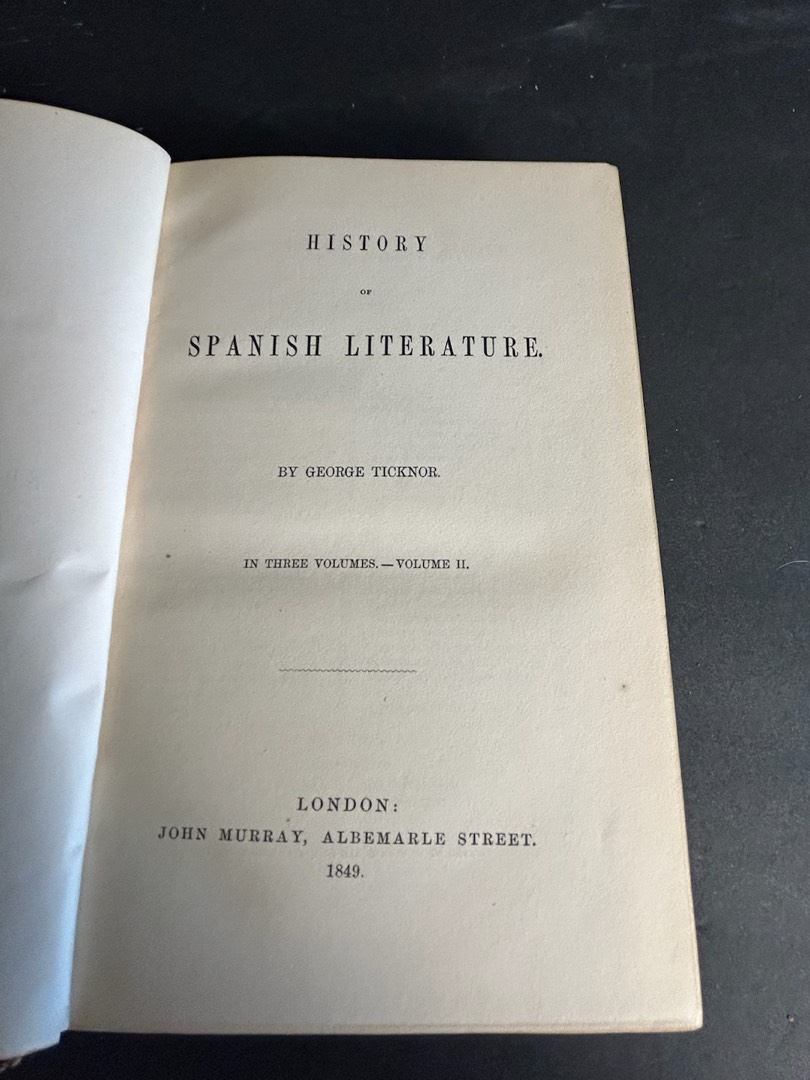 HISTORY
OF
SPANISH LITERATURE.
BY GEORGE TICKNOR.
IN THREE VOLUMES.—VOLUME II.
LONDON:
JOHN MURRAY, ALBEMARLE STREET.
1849.